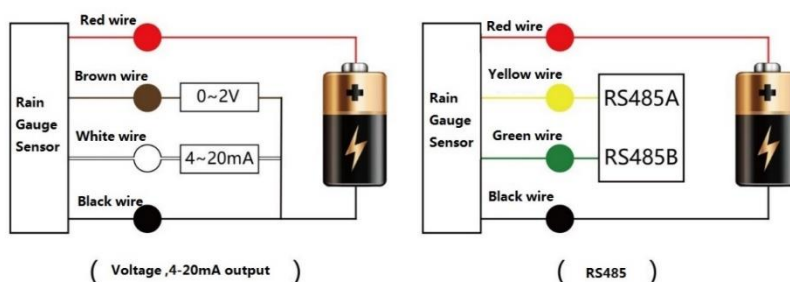 Red wire
Brown wire
0~2V
Rain
Gauge
Sensor
White wire
4~20mA
Black wire
( Voltage ,4-20mA output )
Red wire
Yellow wire
RS485A
Rain
Gauge
Sensor
Green wire
RS485B
Black wire
( RS485 )